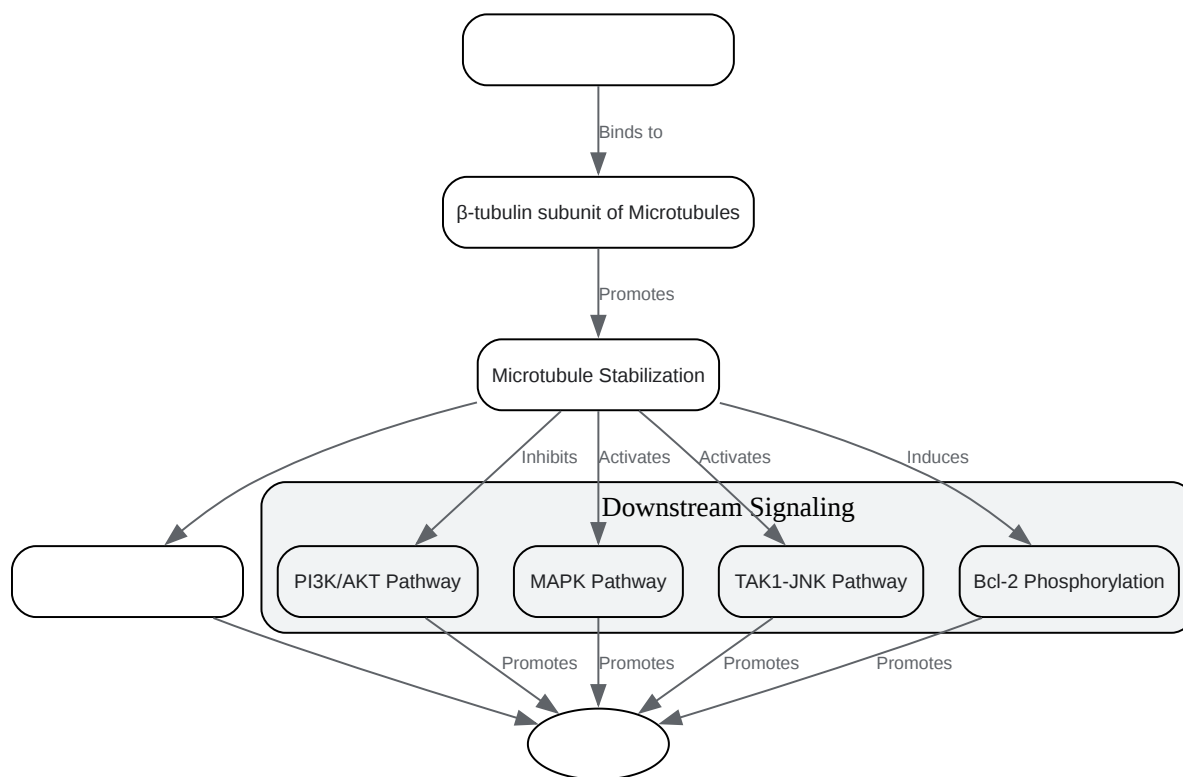 Binds to
β-tubulin subunit of Microtubules
Promotes
Microtubule Stabilization
Inhibits
Activates
Activates
Induces
Downstream Signaling
PI3K/AKT Pathway
MAPK Pathway
TAK1-JNK Pathway
Bcl-2 Phosphorylation
Promotes
Promotes
Promotes
Promotes